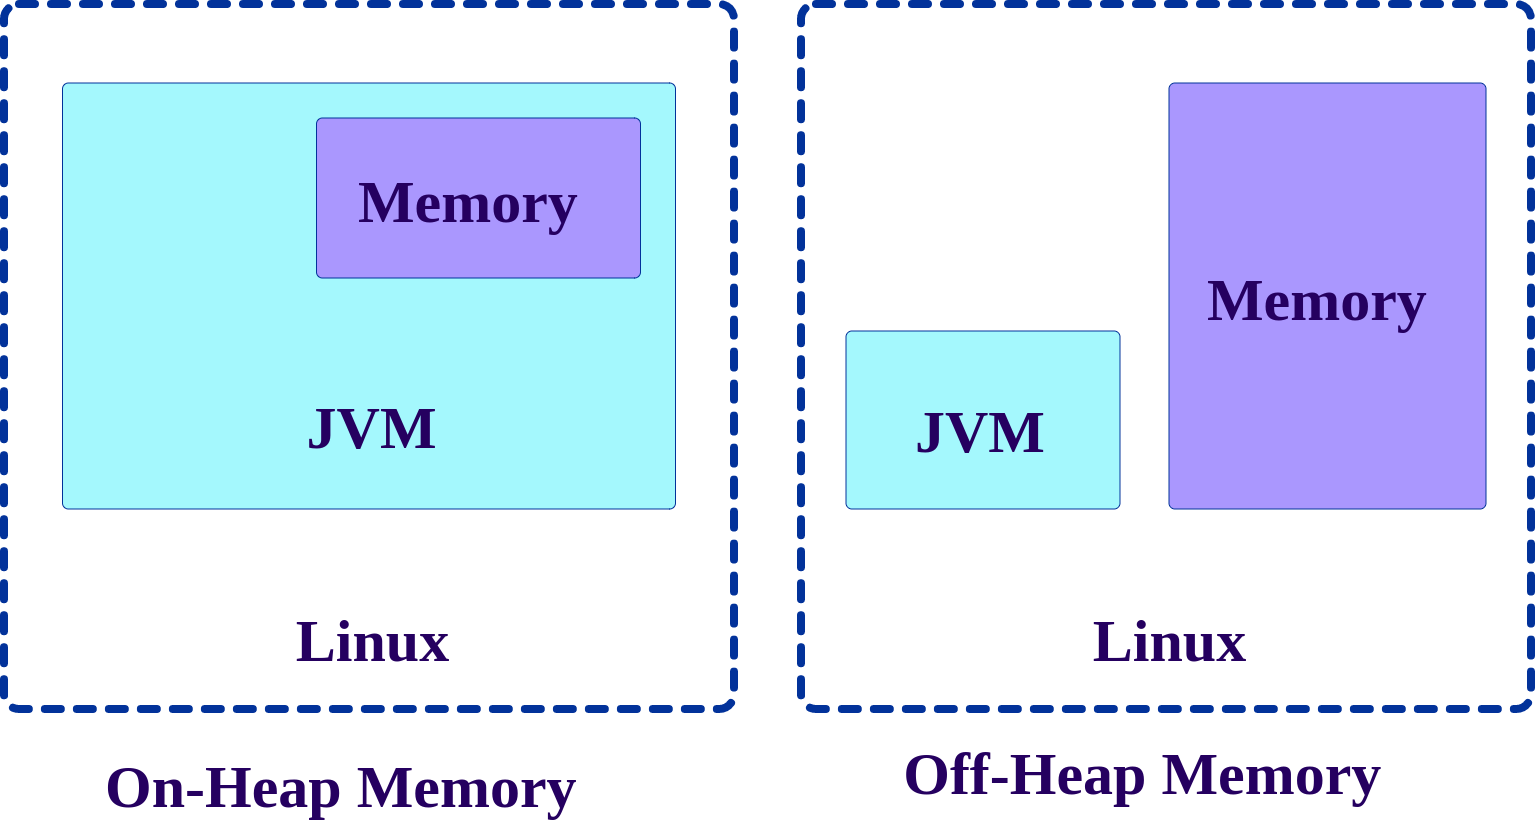 Memory
JVM
Linux
On-Heap Memory
Memory
JVM
Linux
Off-Heap Memory